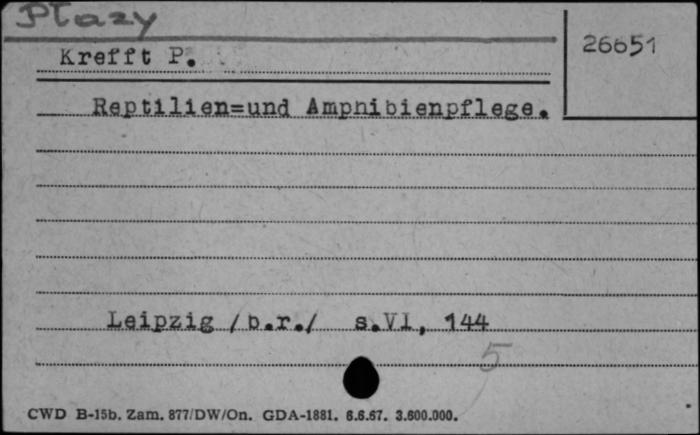 Płazy
26651
Krefft P.
Reptilien=und Amphibienpflege.
Leipzig /b.r./ s.VI, 144
5
CWD B-15b. Zam. 877/DW/On. GDA-1881. 6.6.67. 3.600.000.